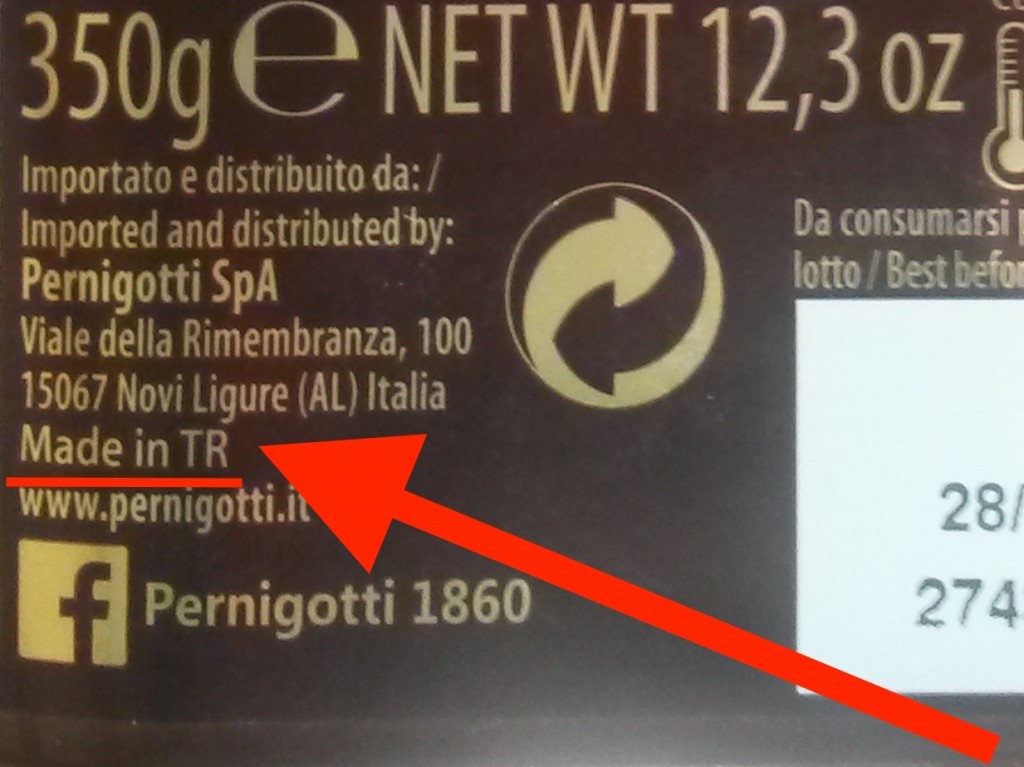 350g e NET WT 12,3 oz
Importato e distribuito da: /
Imported and distributed by:
Pernigotti SpA
Viale della Rimembranza, 100
15067 Novi Ligure (AL) Italia
Made in TR
www.pernigotti.it
f Pernigotti 1860
Da consumarsi
lotto / Best befor
28/
274